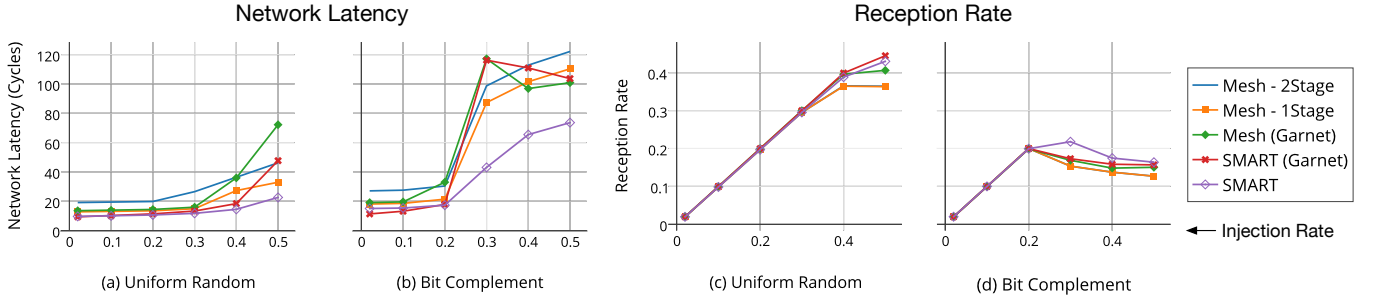 Network Latency
Reception Rate
Network Latency (Cycles)
120
100
80
60
40
20
0
0 0.1 0.2 0.3 0.4 0.5
0 0.1 0.2 0.3 0.4 0.5
Reception Rate
0.4
0.3
0.2
0.1
0
0 0.2 0.4
0 0.2 0.4
Mesh - 2Stage
Mesh - 1Stage
Mesh (Garnet)
SMART (Garnet)
SMART
Injection Rate
(a) Uniform Random
(b) Bit Complement
(c) Uniform Random
(d) Bit Complement